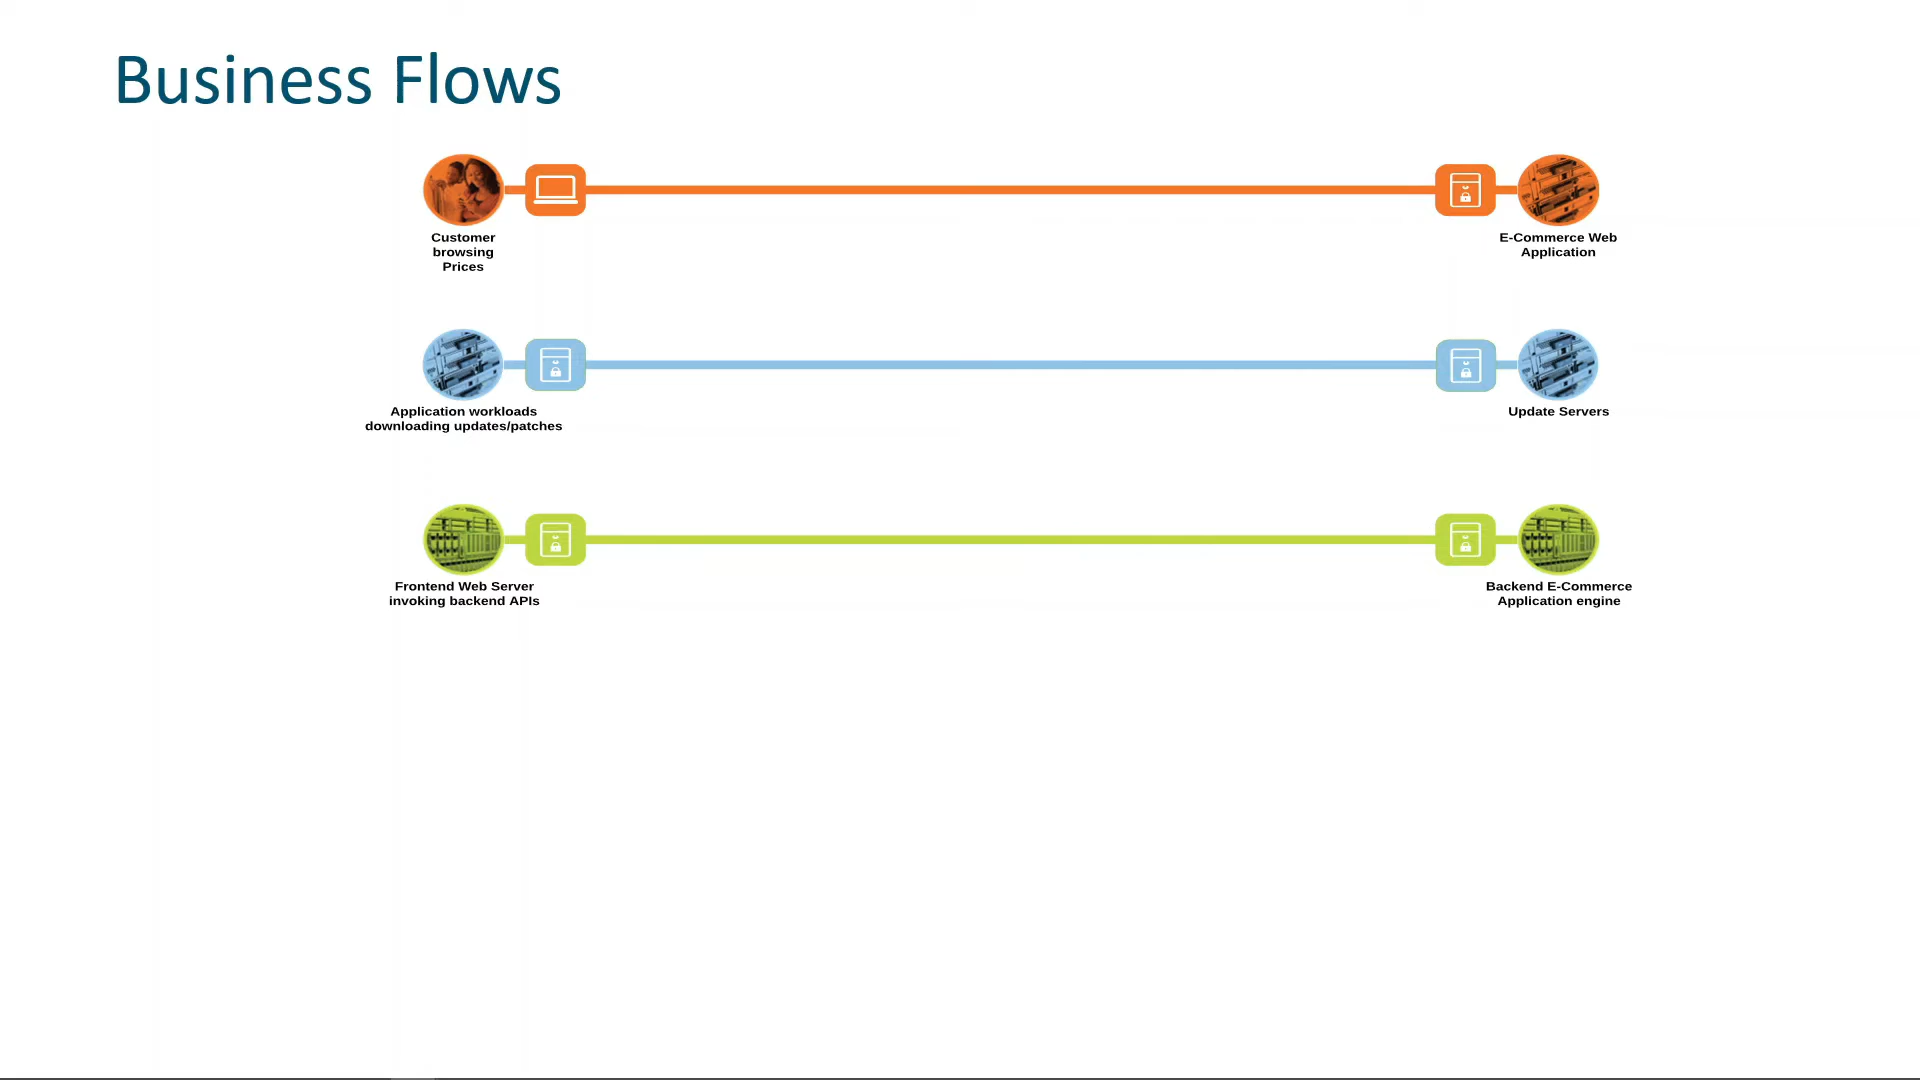 Business Flows
Customer
browsing
Prices
E-Commerce Web
Application
Application workloads
downloading updates/patches
Update Servers
Frontend Web Server
invoking backend APIs
Backend E-Commerce
Application engine